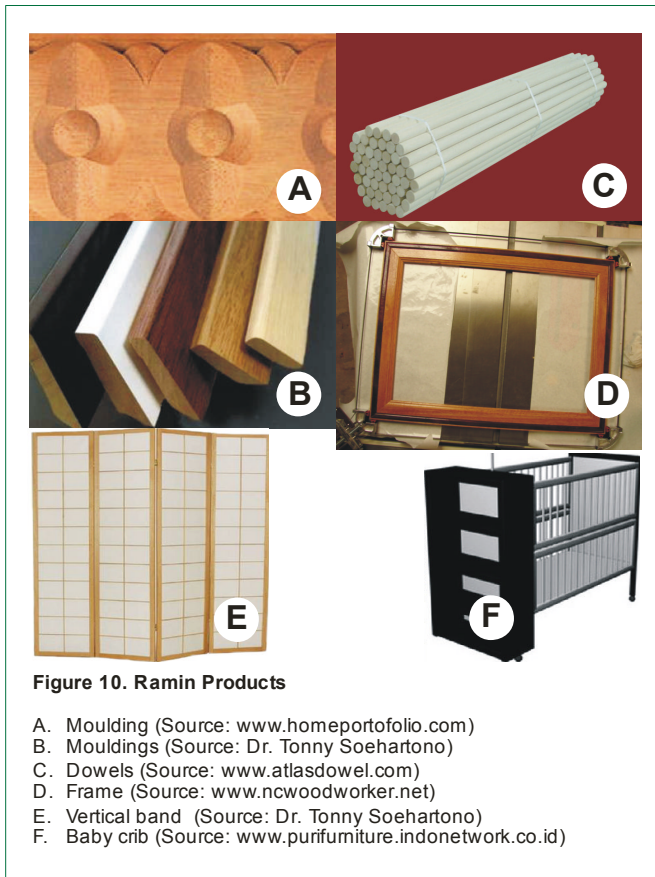 A
C
B
D
E
F
Figure 10. Ramin Products
A. Moulding (Source: www.homeportofolio.com)
B. Mouldings (Source: Dr. Tonny Soehartono)
C. Dowels (Source: www.atlasdowel.com)
D. Frame (Source: www.ncwoodworker.net)
E. Vertical band (Source: Dr. Tonny Soehartono)
F. Baby crib (Source: www.purifurniture.indonetwork.co.id)